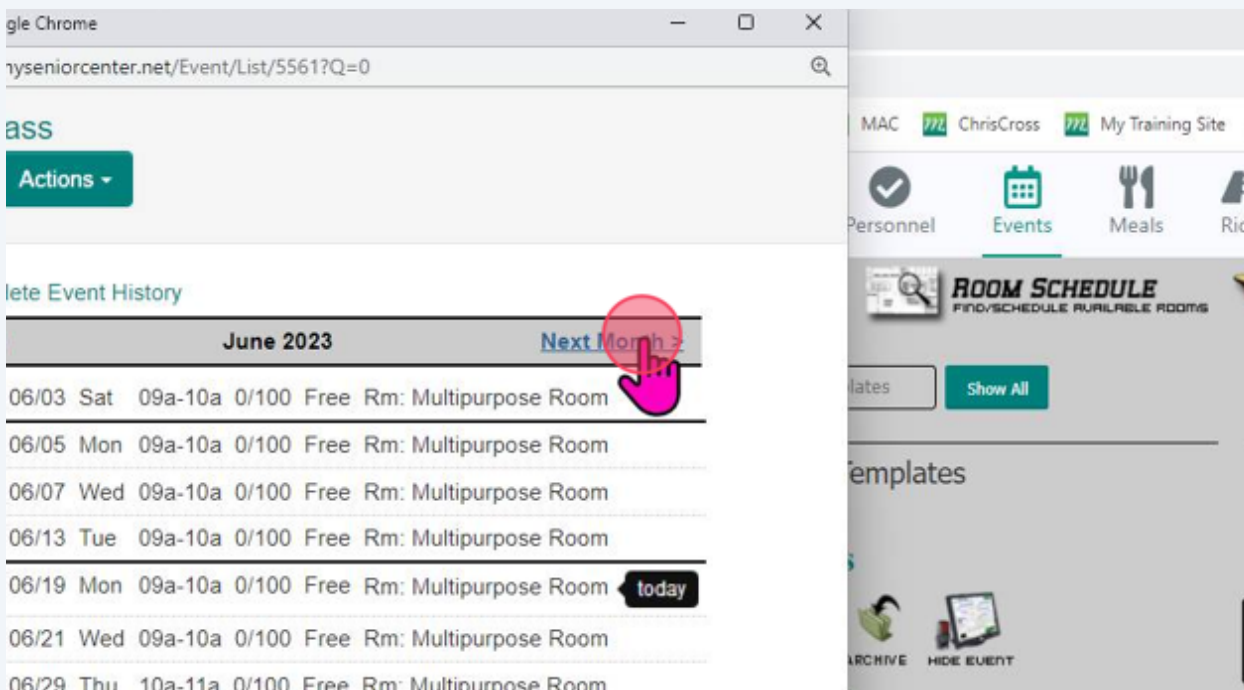 gle Chrome
nyseniorcenter.net/Event/List/5561?Q=0
ass
Actions
lete Event History
June 2023 Next Month >
06/03 Sat 09a-10a 0/100 Free Rm: Multipurpose Room
06/05 Mon 09a-10a 0/100 Free Rm: Multipurpose Room
06/07 Wed 09a-10a 0/100 Free Rm: Multipurpose Room
06/13 Tue 09a-10a 0/100 Free Rm: Multipurpose Room
06/19 Mon 09a-10a 0/100 Free Rm: Multipurpose Room today
06/21 Wed 09a-10a 0/100 Free Rm: Multipurpose Room
06/29 Thu 10a-11a 0/100 Free Rm: Multipurpose Room
MAC ChrisCross My Training Site
Personnel Events Meals Rid
ROOM SCHEDULE
FIND/SCHEDULE AVAILABLE ROOMS
lates Show All
Templates
s
ARCHIVE HIDE EVENT